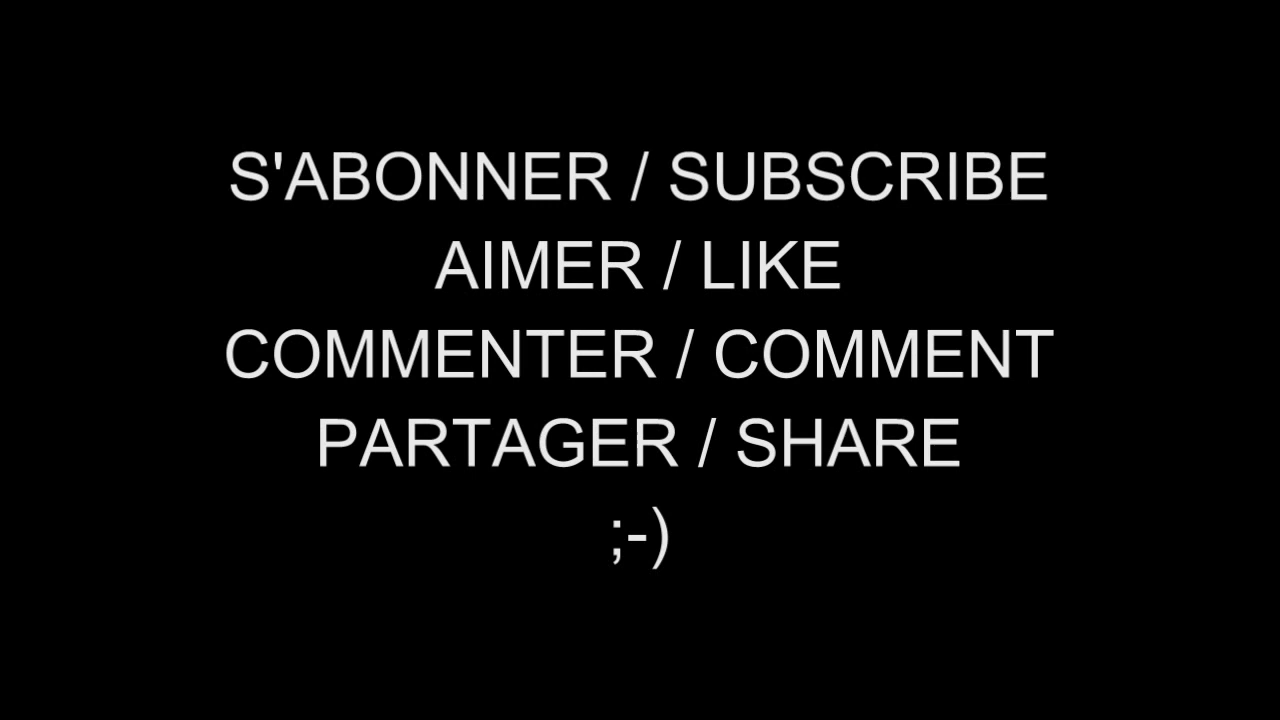 S'ABONNER / SUBSCRIBE
AIMER / LIKE
COMMENTER / COMMENT
PARTAGER / SHARE
;-)